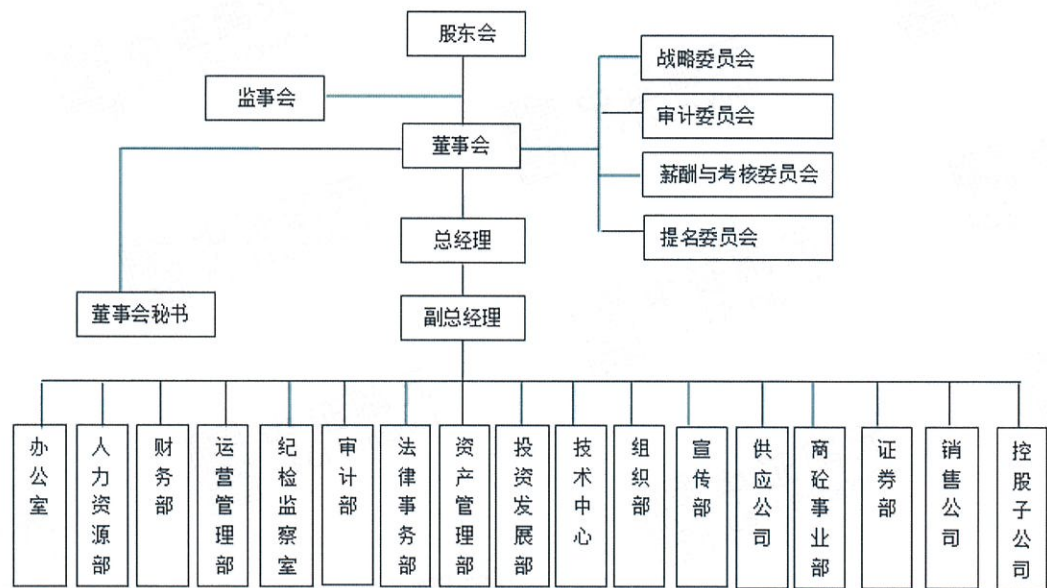 股东会
战略委员会
监事会
审计委员会
董事会
薪酬与考核委员会
总经理
提名委员会
董事会秘书
副总经理
办公室
人力资源部
财务部
运营管理部
纪检监察室
审计部
法律事务部
资产管理部
投资发展部
技术中心
组织部
宣传部
供应公司
商砼事业部
证券部
销售公司
控股子公司